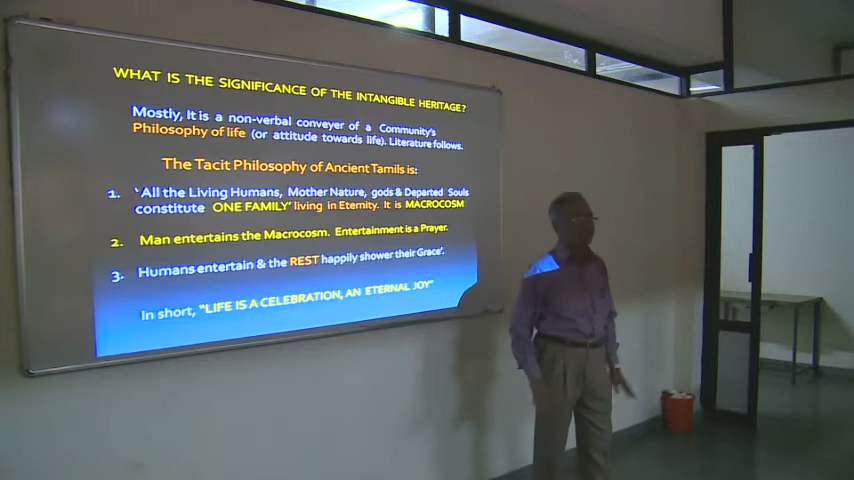 WHAT IS THE SIGNIFICANCE OF THE INTANGIBLE HERITAGE?
Mostly, It is a non-verbal conveyer of a Community's
Philosophy of life (or attitude towards life). Literature follows.
The Tacit Philosophy of Ancient Tamils is:
1. 'All the Living Humans, Mother Nature, gods & Departed Souls
constitute ONE FAMILY' living in Eternity. It is MACROCOSM
2. Man entertains the Macrocosm. Entertainment is a Prayer.
3. Humans entertain & the REST happily shower their Grace'.
In short, "LIFE IS A CELEBRATION, AN ETERNAL JOY"